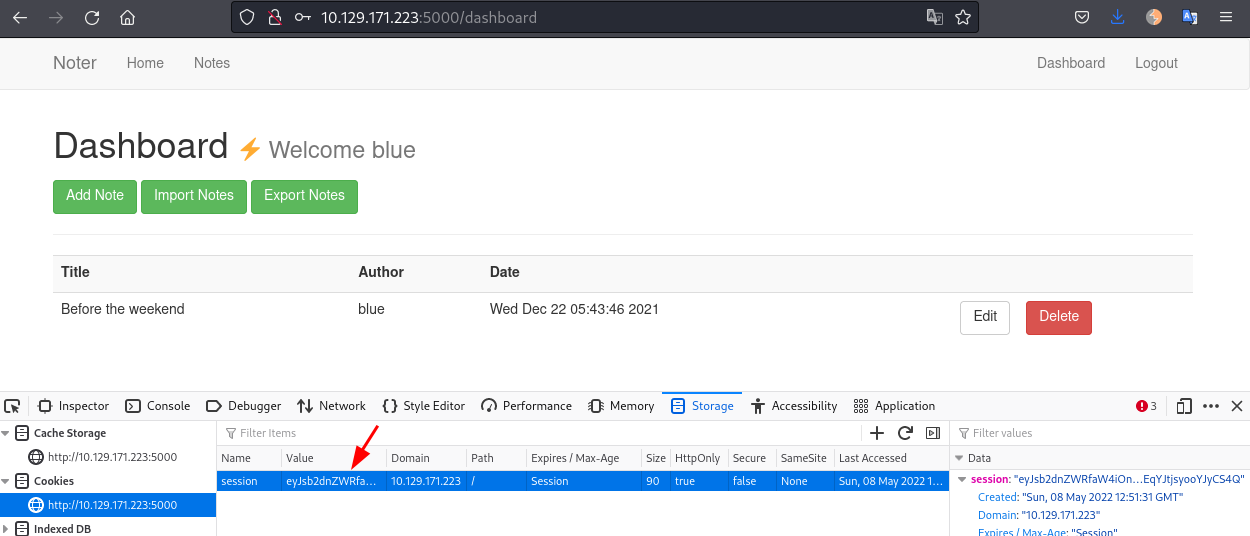 10.129.171.223:5000/dashboard
Noter Home Notes Dashboard Logout
Dashboard ⚡ Welcome blue
Add Note Import Notes Export Notes
Title Author Date
Before the weekend blue Wed Dec 22 05:43:46 2021 Edit Delete
Inspector Console Debugger Network Style Editor Performance Memory Storage Accessibility Application 3
Cache Storage Filter Items Filter values
http://10.129.171.223:5000 Name Value Domain Path Expires / Max-Age Size HttpOnly Secure SameSite Last Accessed Data
Cookies session eyJsb2dnZWRfa... 10.129.171.223 / Session 90 true false None Sun, 08 May 2022 1... session: "eyJsb2dnZWRfaW4iOn...EqYJtjsyooYJyCS4Q"
http://10.129.171.223:5000 Created: "Sun, 08 May 2022 12:51:31 GMT"
Domain: "10.129.171.223"
Indexed DB Expires / Max-Age: "Session"